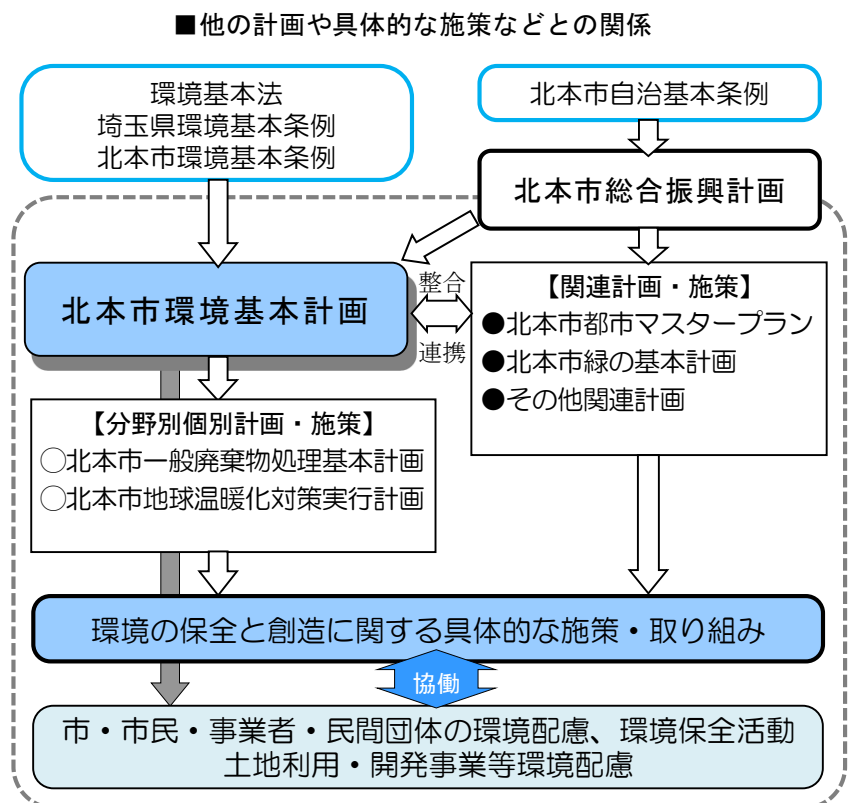 ■他の計画や具体的な施策などとの関係
環境基本法
埼玉県環境基本条例
北本市環境基本条例
北本市自治基本条例
北本市総合振興計画
北本市環境基本計画
整合
連携
【関連計画・施策】
●北本市都市マスタープラン
●北本市緑の基本計画
●その他関連計画
【分野別個別計画・施策】
○北本市一般廃棄物処理基本計画
○北本市地球温暖化対策実行計画
環境の保全と創造に関する具体的な施策・取り組み
協働
市・市民・事業者・民間団体の環境配慮、環境保全活動
土地利用・開発事業等環境配慮